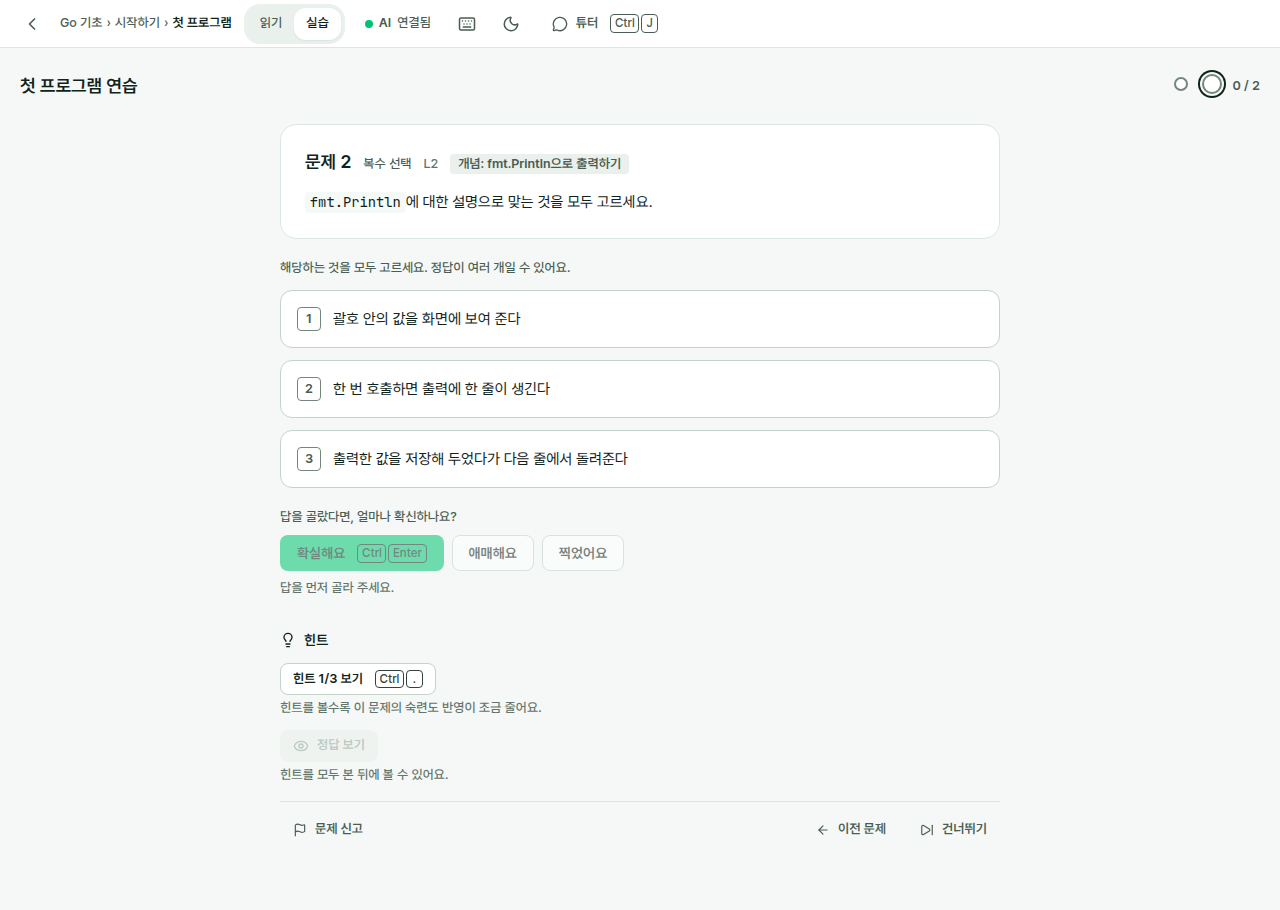 Go 기초 › 시작하기 › 첫 프로그램 읽기 실습 AI 연결됨 튜터 Ctrl J
첫 프로그램 연습 0 / 2
문제 2 복수 선택 L2 개념: fmt.Println으로 출력하기
fmt.Println에 대한 설명으로 맞는 것을 모두 고르세요.
해당하는 것을 모두 고르세요. 정답이 여러 개일 수 있어요.
1 괄호 안의 값을 화면에 보여 준다
2 한 번 호출하면 출력에 한 줄이 생긴다
3 출력한 값을 저장해 두었다가 다음 줄에서 돌려준다
답을 골랐다면, 얼마나 확신하나요?
확실해요 Ctrl Enter 애매해요 찍었어요
답을 먼저 골라 주세요.
힌트
힌트 1/3 보기 Ctrl .
힌트를 볼수록 이 문제의 숙련도 반영이 조금 줄어요.
정답 보기
힌트를 모두 본 뒤에 볼 수 있어요.
문제 신고 이전 문제 건너뛰기